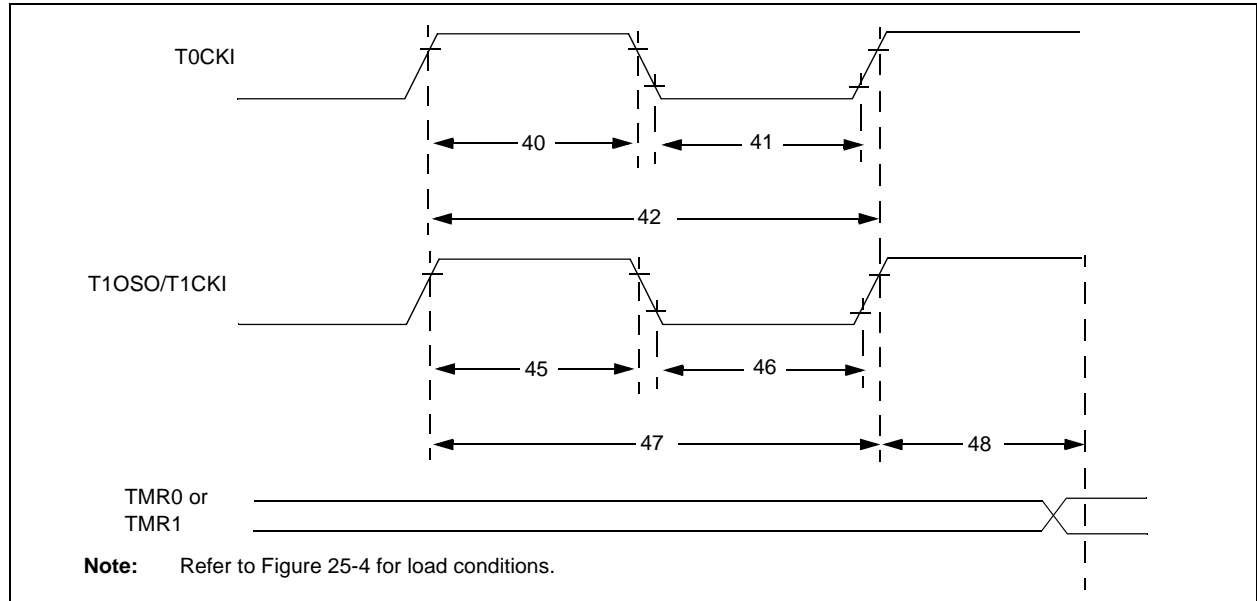 T0CKI
40
41
42
T1OSO/T1CKI
45
46
47
48
TMR0 or
TMR1
Note: Refer to Figure 25-4 for load conditions.